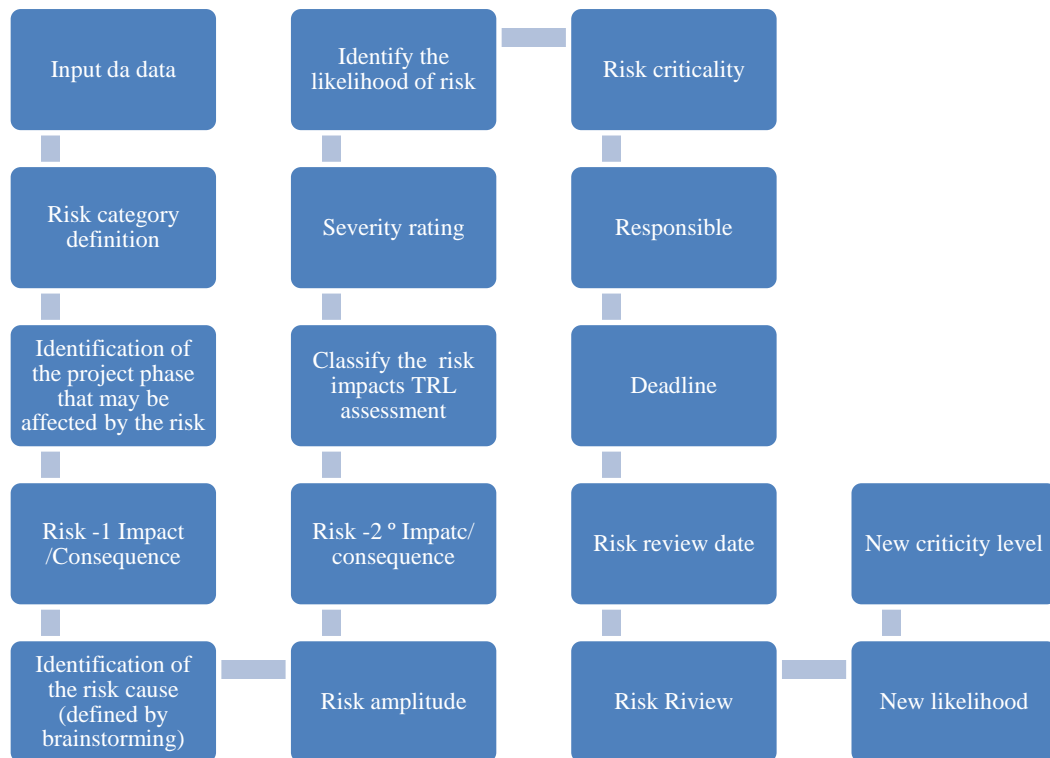 Input da data
Risk category
definition
Identification of
the project phase
that may be
affected by the risk
Risk -1 Impact
/Consequence
Identification of
the risk cause
(defined by
brainstorming)
Risk amplitude
Risk -2 º Impatc/
consequence
Classify the  risk
impacts TRL
assessment
Severity rating
Identify the
likelihood of risk
Risk criticality
Responsible
Deadline
Risk review date
Risk Riview
New likelihood
New criticity level